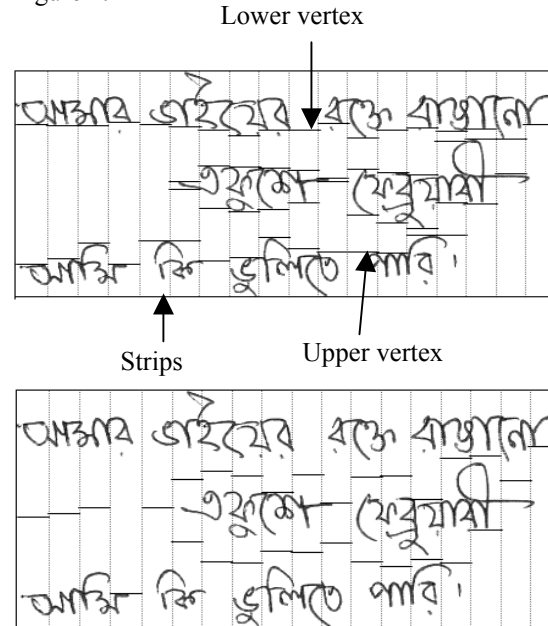 Lower vertex
আমার ভাইয়ের রক্তে রাঙানো
একুশে ফেব্রুয়ারী
আমি কি ভুলিতে পারি।
Strips
Upper vertex
আমার ভাইয়ের রক্তে রাঙানো
একুশে ফেব্রুয়ারী
আমি কি ভুলিতে পারি।